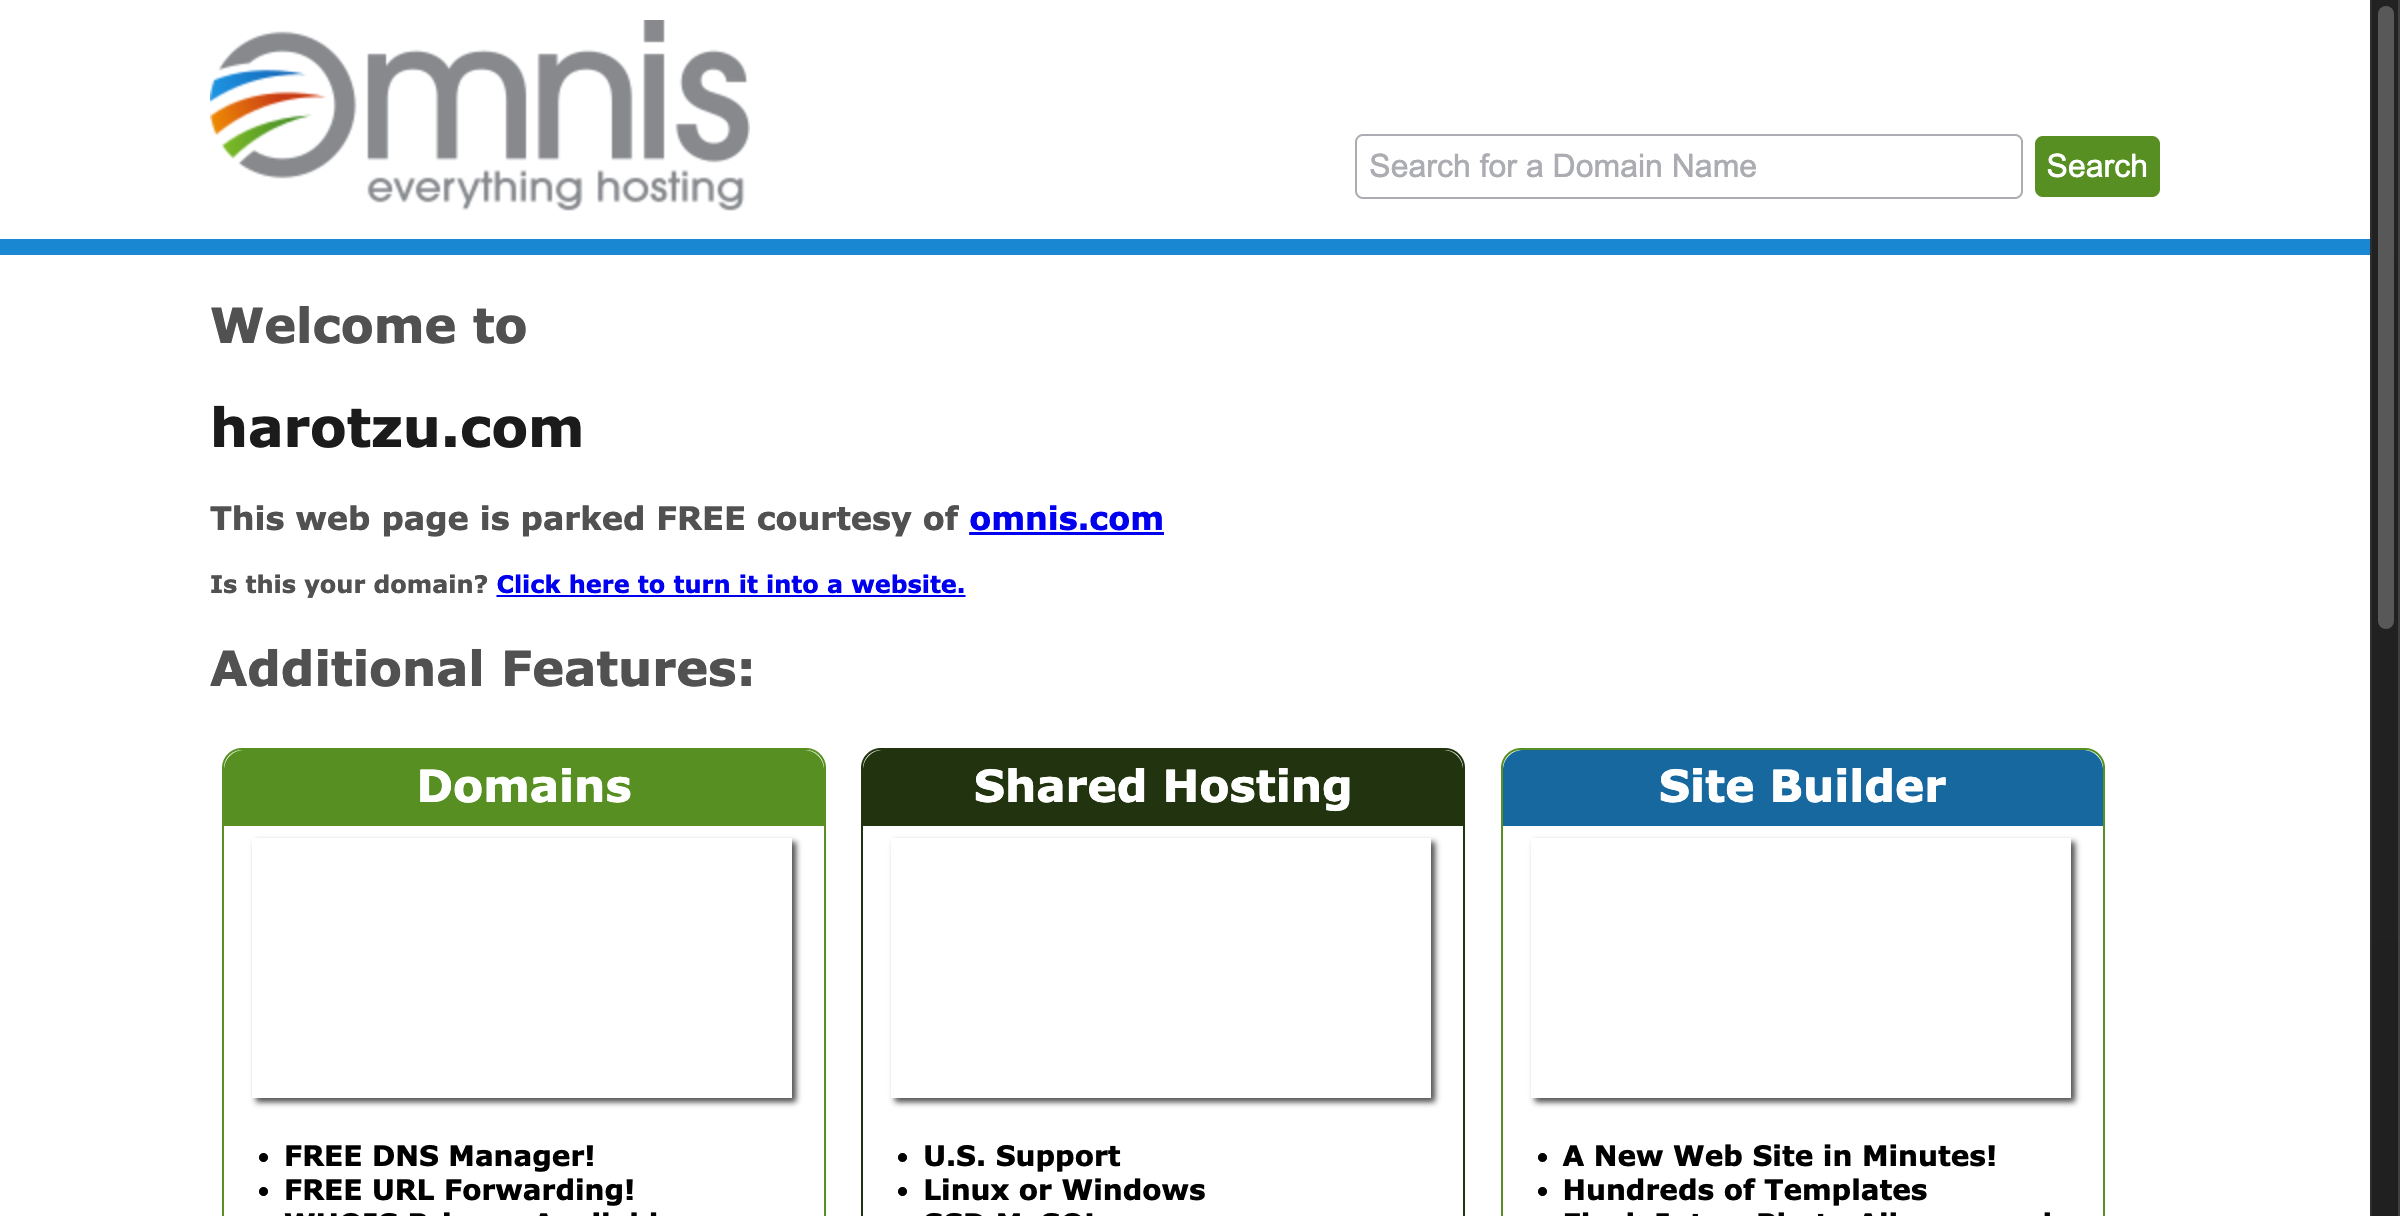 Omnis
everything hosting
Search for a Domain Name
Search
Welcome to
harotzu.com
This web page is parked FREE courtesy of omnis.com
Is this your domain? Click here to turn it into a website.
Additional Features:
Domains
FREE DNS Manager!
FREE URL Forwarding!
Shared Hosting
U.S. Support
Linux or Windows
Site Builder
A New Web Site in Minutes!
Hundreds of Templates